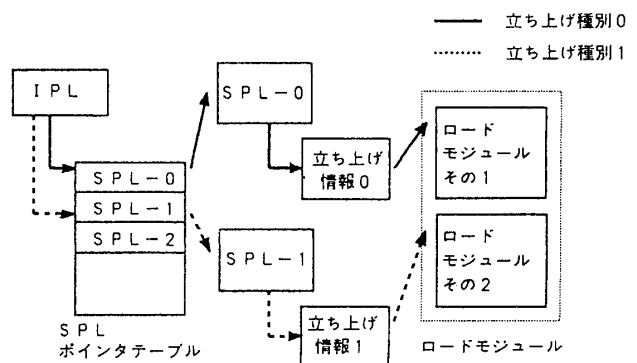 立ち上げ種別0
立ち上げ種別1
IPL
SPL-0
SPL-0
SPL-1
SPL-2
SPL
ポインタテーブル
立ち上げ
情報0
SPL-1
立ち上げ
情報1
ロード
モジュール
その1
ロード
モジュール
その2
ロードモジュール